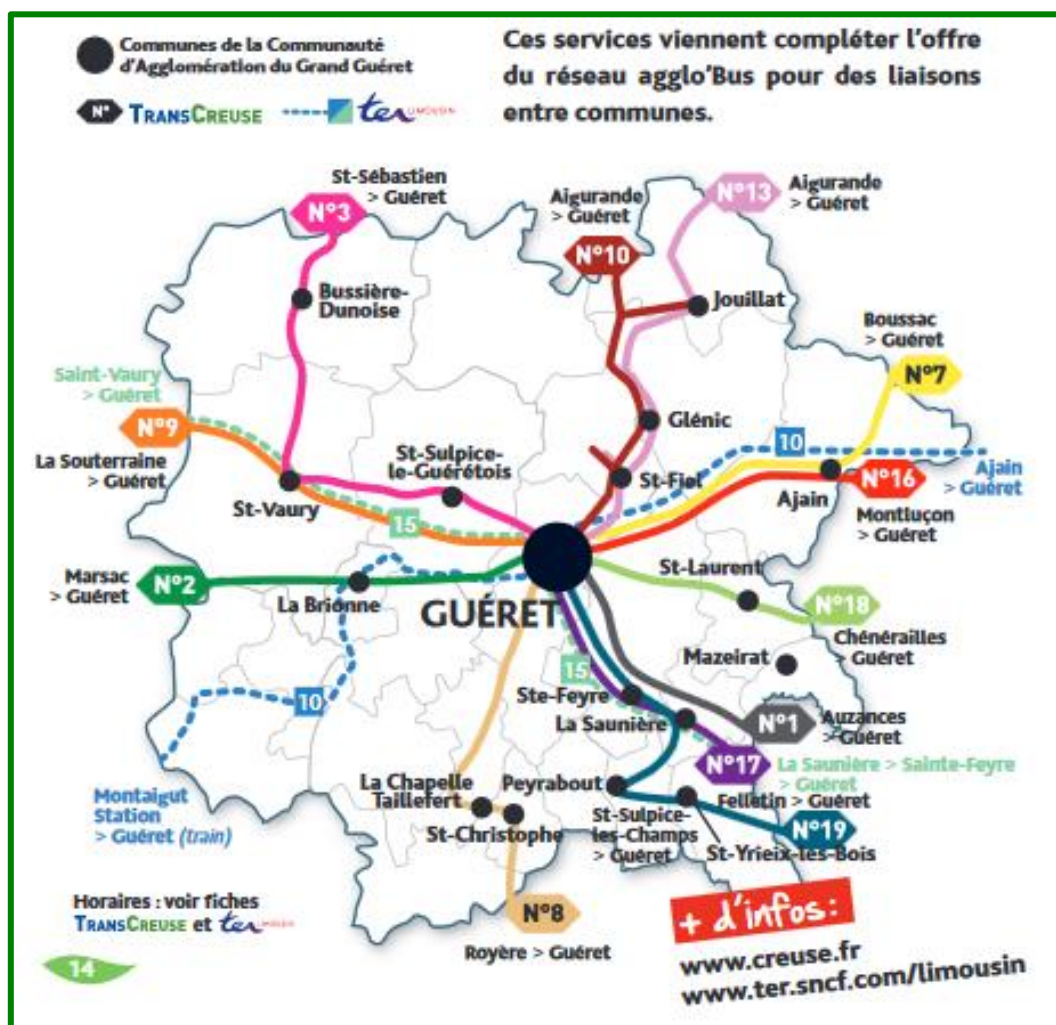 Communes de la Communauté
d'Agglomération du Grand Guéret
N° TRANSCREUSE
ter LIMOUSIN
Ces services viennent compléter l'offre
du réseau agglo'Bus pour des liaisons
entre communes.
St-Sébastien
> Guéret
N°3
Aigurande
> Guéret
N°10
N°13
Aigurande
> Guéret
Bussière-
Dunoise
Jouillat
Boussac
> Guéret
N°7
Saint-Vaury
> Guéret
N°9
La Souterraine
> Guéret
Glénic
10
St-Sulpice-
le-Guérétois
St-Vaury
St-Fiel
Ajain
N°16
Ajain
> Guéret
Montluçon
> Guéret
15
Marsac
> Guéret
N°2
La Brionne
GUÉRET
St-Laurent
N°18
Chénérailles
> Guéret
Mazeirat
15
Ste-Feyre
10
La Saunière
N°1
Auzances
> Guéret
N°17
La Saunière > Sainte-Feyre
> Guéret
Montaigut
Station
> Guéret (train)
La Chapelle
Taillefert
St-Christophe
Peyrabout
Felletin > Guéret
St-Sulpice-
les-Champs
> Guéret
N°19
St-Yrieix-les-Bois
N°8
Royère > Guéret
Horaires : voir fiches
TRANSCREUSE et ter LIMOUSIN
14
+ d'infos:
www.creuse.fr
www.ter.sncf.com/limousin